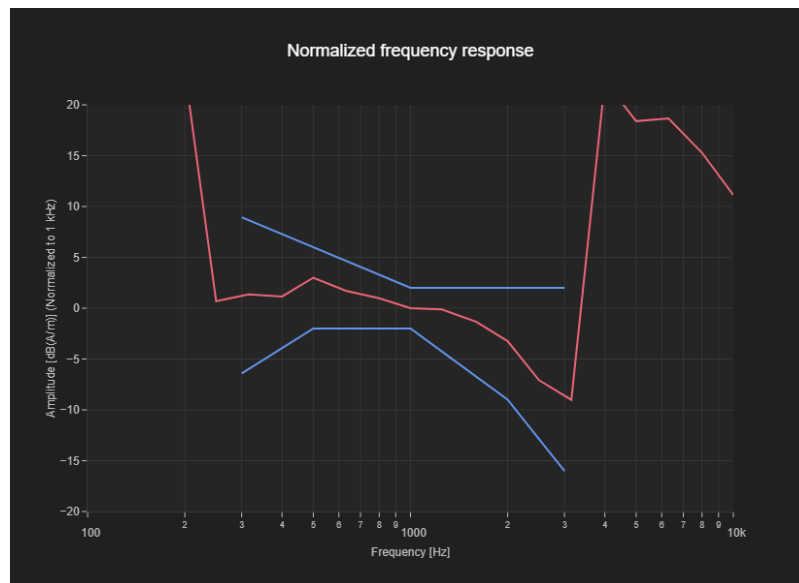 Normalized frequency response
Amplitude [dB(A/m)] (Normalized to 1 kHz)
20
15
10
5
0
−5
−10
−15
−20
100 2 3 4 5 6 7 8 9 1000 2 3 4 5 6 7 8 9 10k
Frequency [Hz]